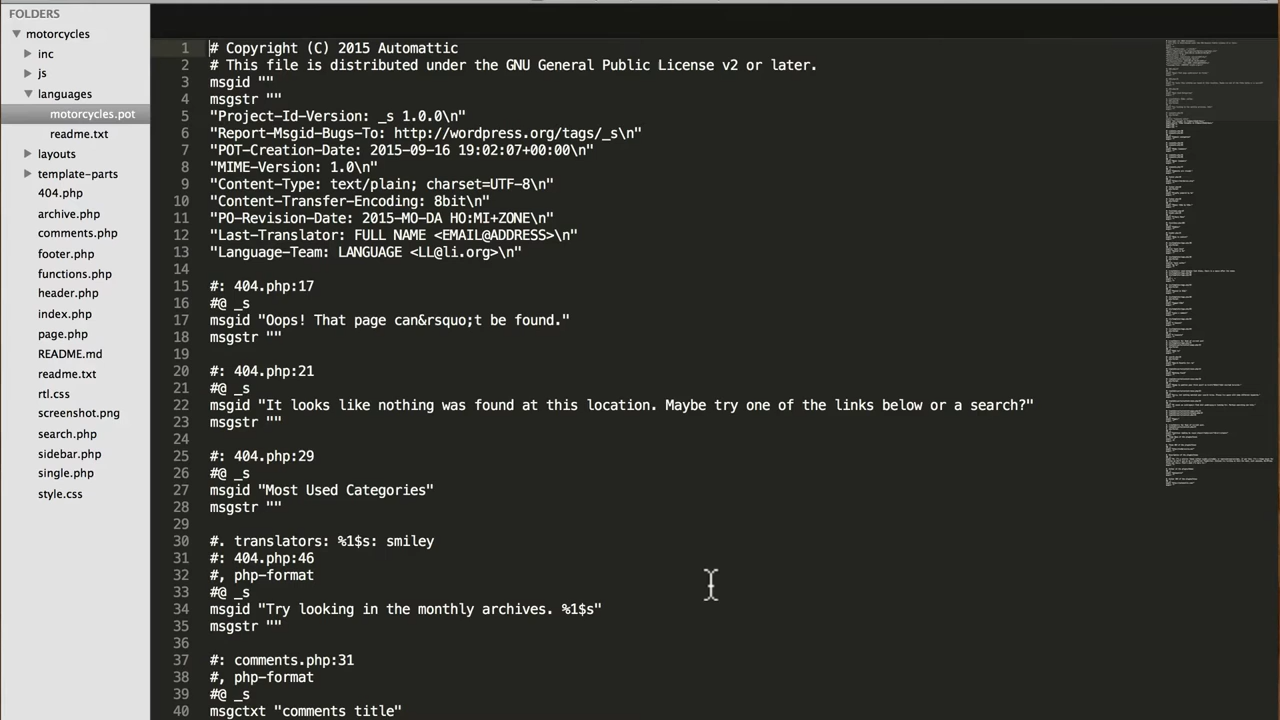 FOLDERS
motorcycles
inc
js
languages
motorcycles.pot
readme.txt
layouts
template-parts
404.php
archive.php
comments.php
footer.php
functions.php
header.php
index.php
page.php
README.md
readme.txt
rtl.css
screenshot.png
search.php
sidebar.php
single.php
style.css
1 # Copyright (C) 2015 Automattic
2 # This file is distributed under the GNU General Public License v2 or later.
3 msgid ""
4 msgstr ""
5 "Project-Id-Version: _s 1.0.0\n"
6 "Report-Msgid-Bugs-To: http://wordpress.org/tags/_s\n"
7 "POT-Creation-Date: 2015-09-16 :02:07+00:00\n"
8 "MIME-Version: 1.0\n"
9 "Content-Type: text/plain; charset=UTF-8\n"
10 "Content-Transfer-Encoding: 8bit\n"
11 "PO-Revision-Date: 2015-MO-DA HO:MI+ZONE\n"
12 "Last-Translator: FULL NAME <EMAIL@ADDRESS>\n"
13 "Language-Team: LANGUAGE <LL@li.org>\n"
14
15 #: 404.php:17
16 #@ _s
17 msgid "Oops! That page can&rsquo;t be found."
18 msgstr ""
19
20 #: 404.php:21
21 #@ _s
22 msgid "It looks like nothing was found at this location. Maybe try one of the links below or a search?"
23 msgstr ""
24
25 #: 404.php:29
26 #@ _s
27 msgid "Most Used Categories"
28 msgstr ""
29
30 #. translators: %1$s: smiley
31 #: 404.php:46
32 #, php-format
33 #@ _s
34 msgid "Try looking in the monthly archives. %1$s"
35 msgstr ""
36
37 #: comments.php:31
38 #, php-format
39 #@ _s
40 msgctxt "comments title"